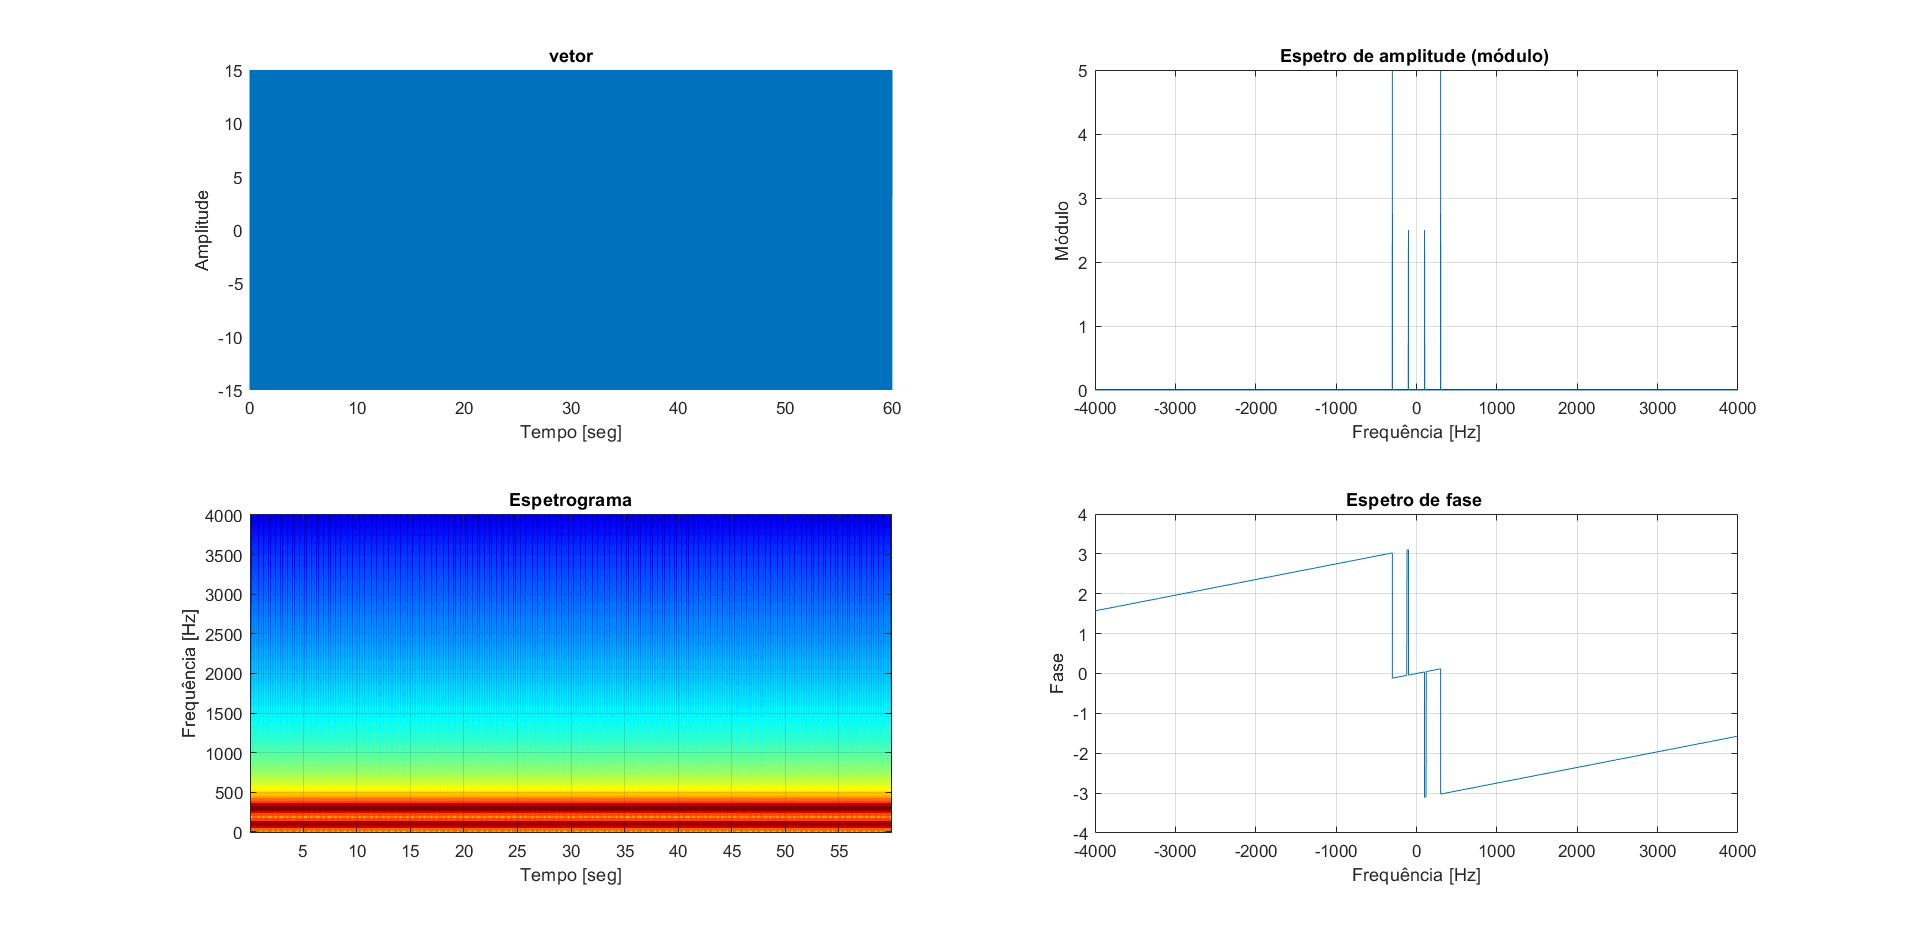 vetor
15
10
5
0
-5
-10
-15
Amplitude
0 10 20 30 40 50 60
Tempo [seg]
Espetro de amplitude (módulo)
5
4
3
2
1
0
Módulo
-4000 -3000 -2000 -1000 0 1000 2000 3000 4000
Frequência [Hz]
Espetrograma
4000
3500
3000
2500
2000
1500
1000
500
0
Frequência [Hz]
5 10 15 20 25 30 35 40 45 50 55
Tempo [seg]
Espetro de fase
4
3
2
1
0
-1
-2
-3
-4
Fase
-4000 -3000 -2000 -1000 0 1000 2000 3000 4000
Frequência [Hz]